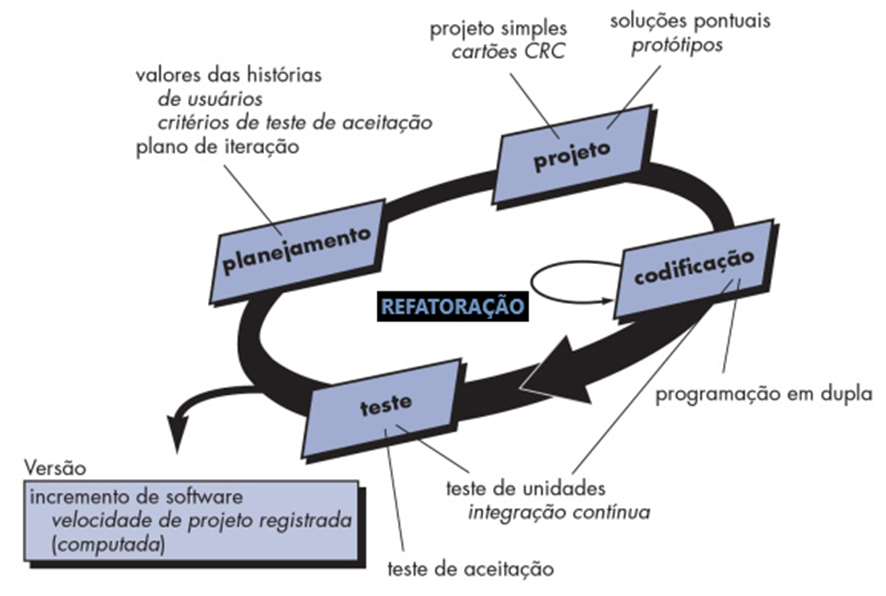 projeto simples
cartões CRC
soluções pontuais
protótipos
valores das histórias
de usuários
critérios de teste de aceitação
plano de iteração
projeto
planejamento
codificação
REFATORAÇÃO
programação em dupla
teste
Versão
incremento de software
velocidade de projeto registrada
(computada)
teste de unidades
integração contínua
teste de aceitação